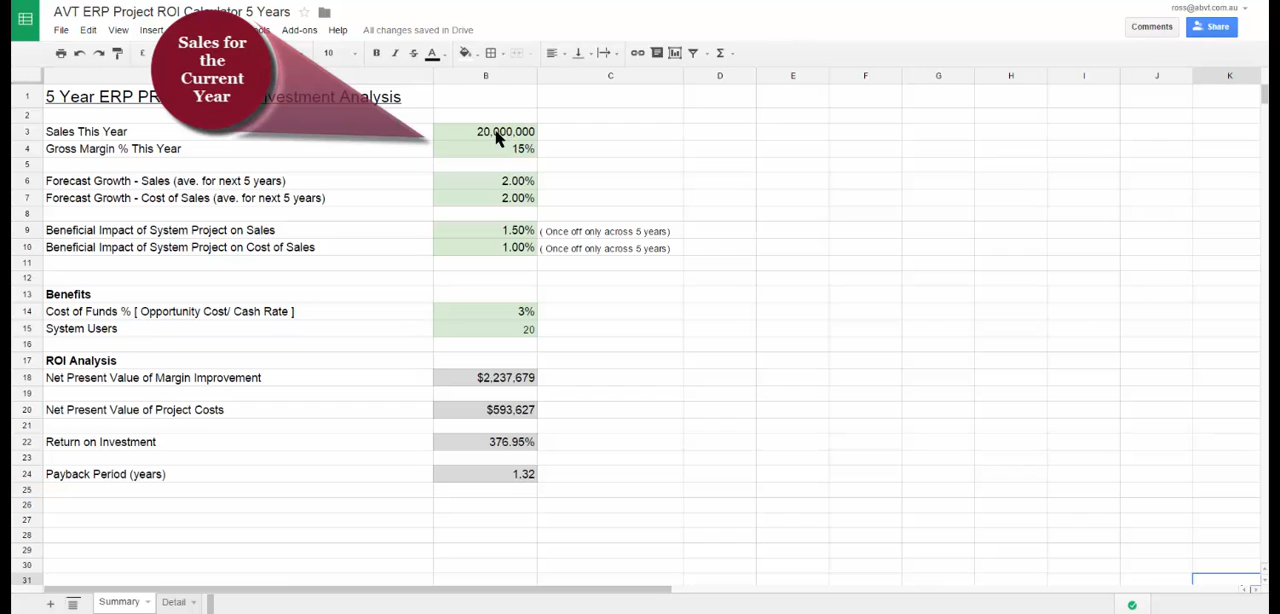 AVT ERP Project ROI Calculator 5 Years
ross@abvt.com.au
File Edit View Insert Add-ons Help All changes saved in Drive
Comments Share
£ 10 B I S A Σ
Sales for
the
Current
Year
A B C D E F G H I J K
1 5 Year ERP Investment Analysis
2
3 Sales This Year 20,000,000
4 Gross Margin % This Year 15%
5
6 Forecast Growth - Sales (ave. for next 5 years) 2.00%
7 Forecast Growth - Cost of Sales (ave. for next 5 years) 2.00%
8
9 Beneficial Impact of System Project on Sales 1.50% ( Once off only across 5 years)
10 Beneficial Impact of System Project on Cost of Sales 1.00% ( Once off only across 5 years)
11
12
13 Benefits
14 Cost of Funds % [ Opportunity Cost/ Cash Rate ] 3%
15 System Users 20
16
17 ROI Analysis
18 Net Present Value of Margin Improvement $2,237,679
19
20 Net Present Value of Project Costs $593,627
21
22 Return on Investment 376.95%
23
24 Payback Period (years) 1.32
25
26
27
28
29
30
31
+ Summary Detail